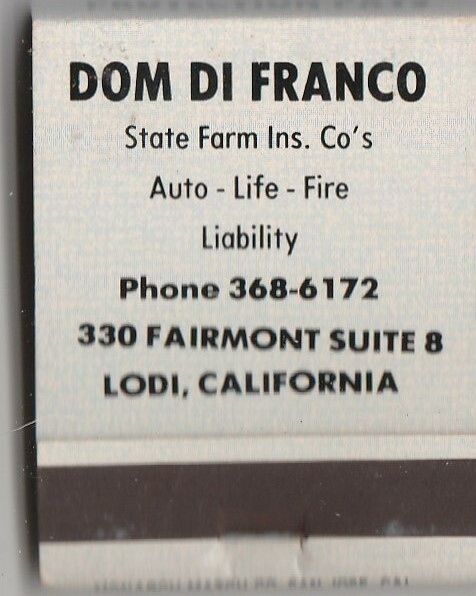 DOM DI FRANCO
State Farm Ins. Co's
Auto - Life - Fire
Liability
Phone 368-6172
330 FAIRMONT SUITE 8
LODI, CALIFORNIA